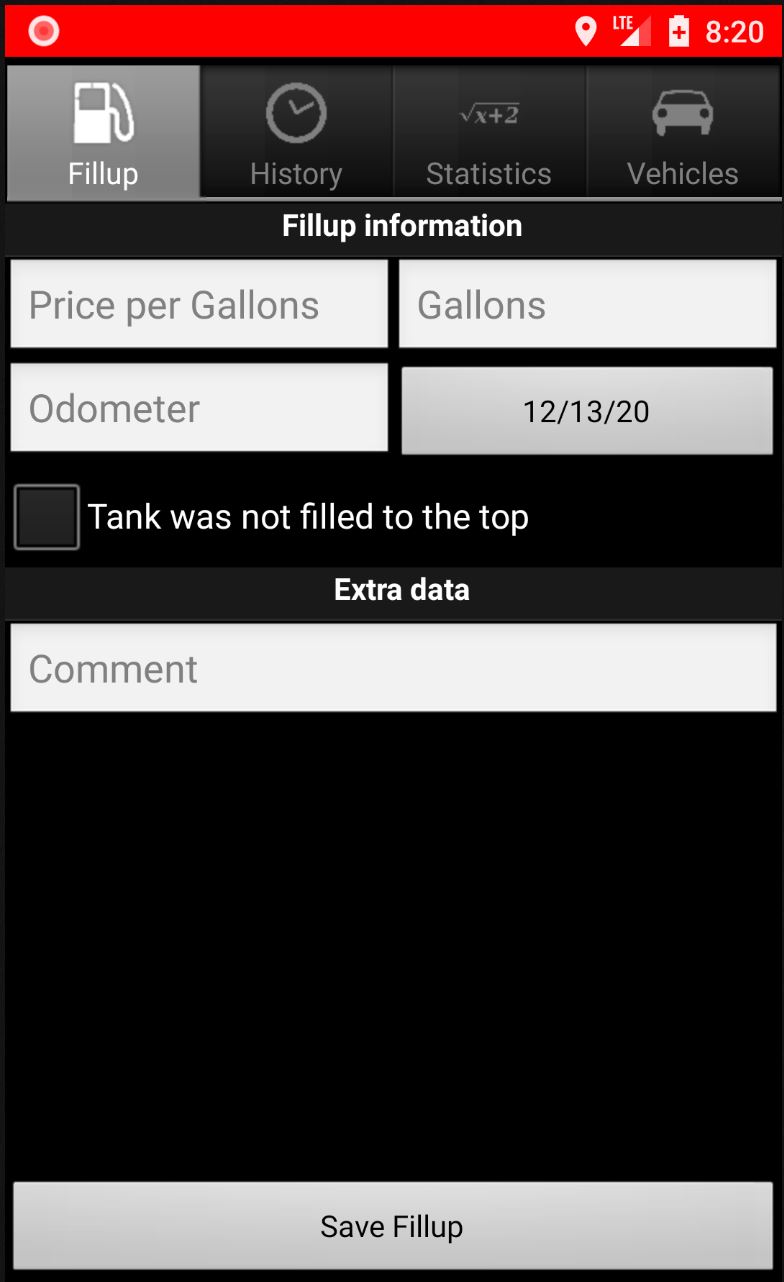 LTE 8:20
√x+2
Fillup History Statistics Vehicles
Fillup information
Price per Gallons Gallons
Odometer 12/13/20
Tank was not filled to the top
Extra data
Comment
Save Fillup